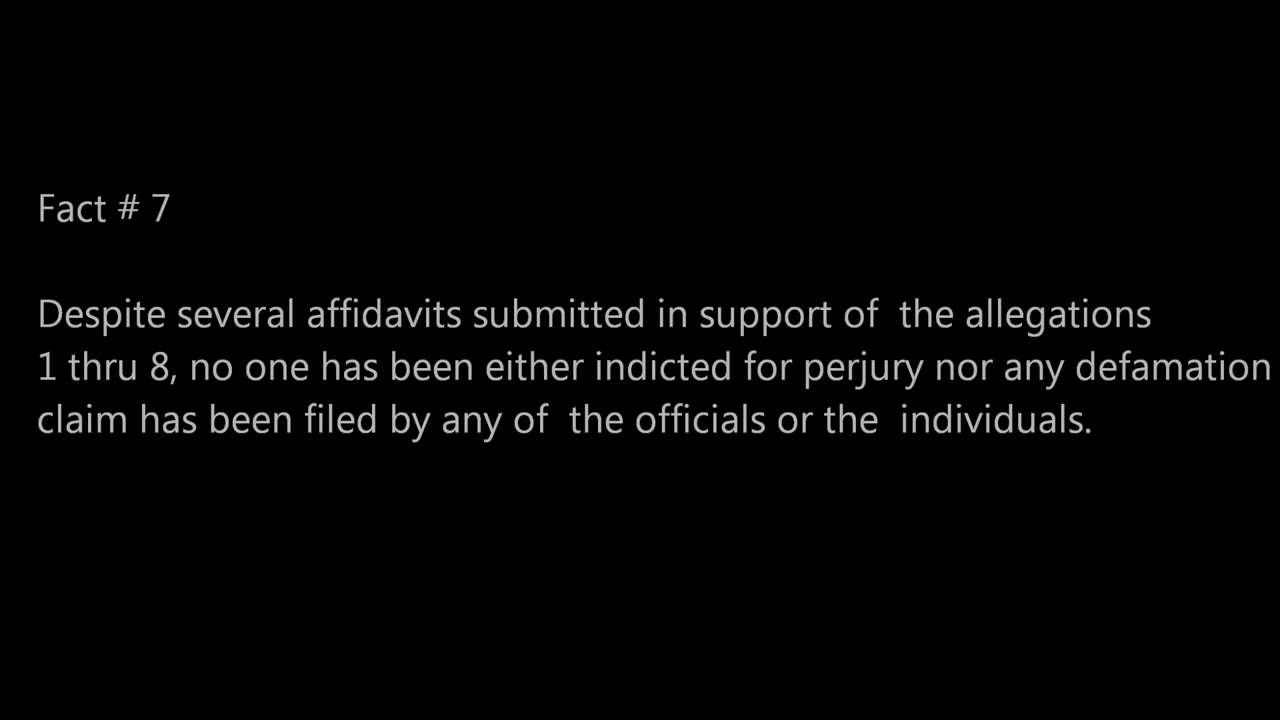 Fact # 7
Despite several affidavits submitted in support of  the allegations
1 thru 8, no one has been either indicted for perjury nor any defamation
claim has been filed by any of  the officials or the  individuals.